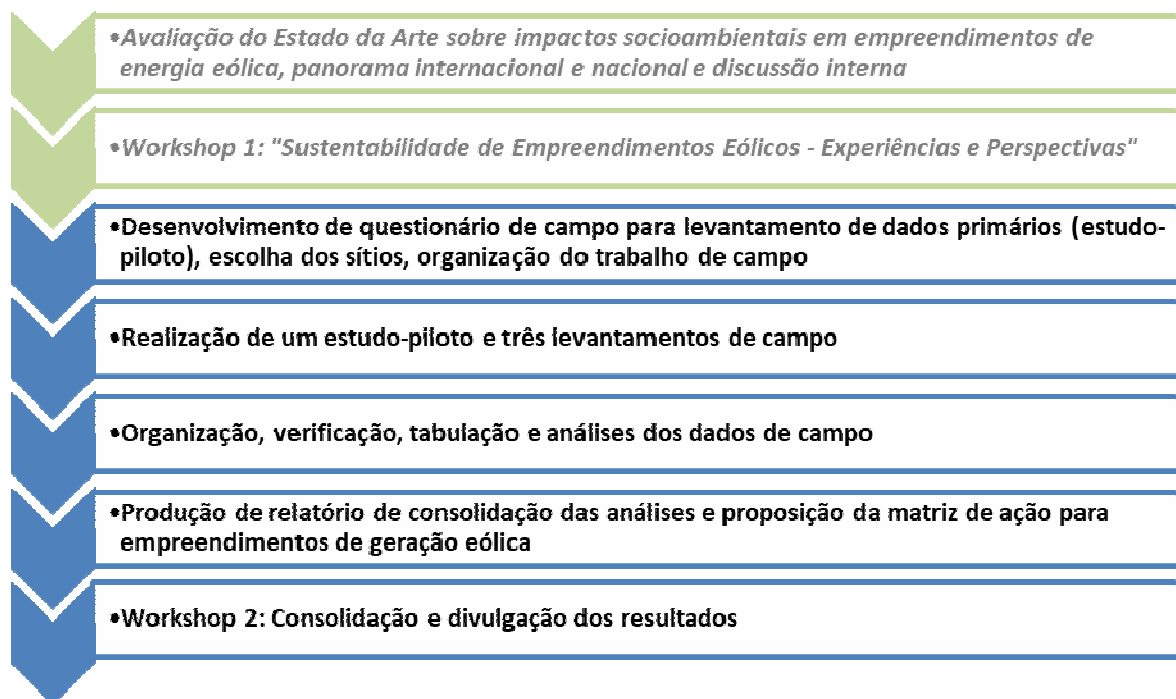 •Avaliação do Estado da Arte sobre impactos socioambientais em empreendimentos de
energia eólica, panorama internacional e nacional e discussão interna
•Workshop 1: "Sustentabilidade de Empreendimentos Eólicos - Experiências e Perspectivas"
•Desenvolvimento de questionário de campo para levantamento de dados primários (estudo-
piloto), escolha dos sítios, organização do trabalho de campo
•Realização de um estudo-piloto e três levantamentos de campo
•Organização, verificação, tabulação e análises dos dados de campo
•Produção de relatório de consolidação das análises e proposição da matriz de ação para
empreendimentos de geração eólica
•Workshop 2: Consolidação e divulgação dos resultados